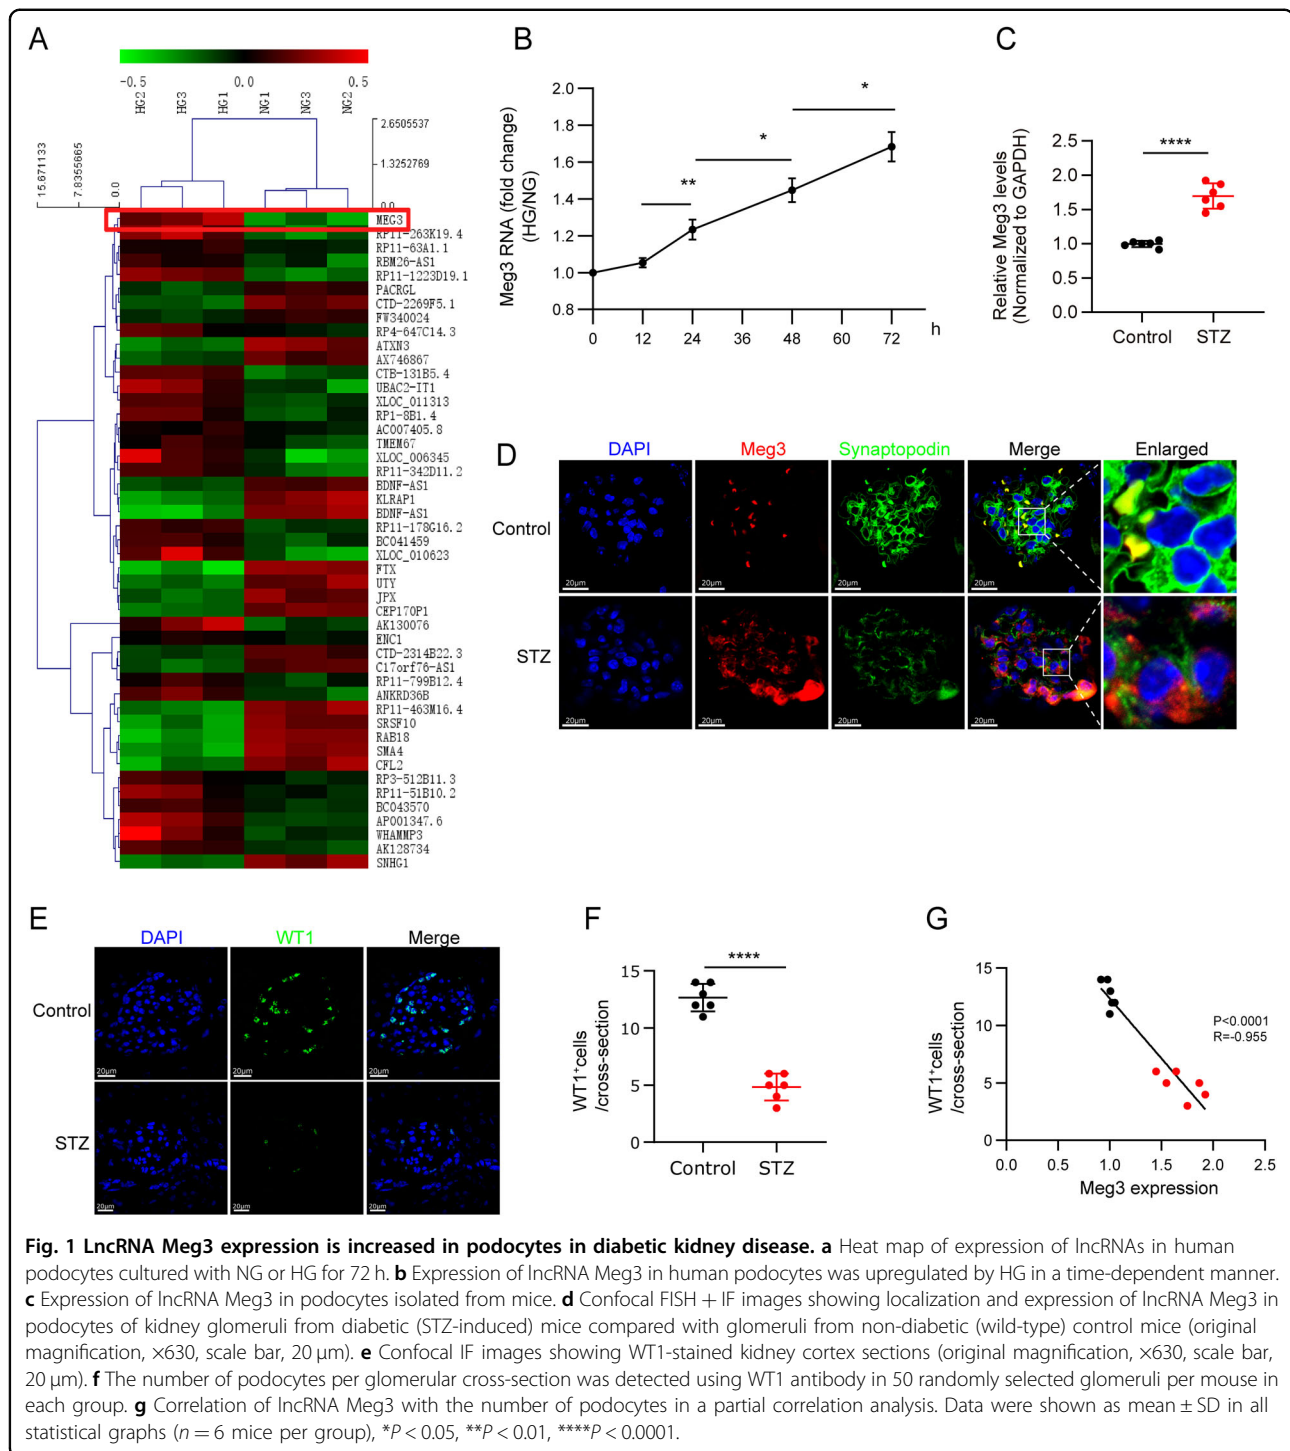 A
-0.5 0.0 0.5
HG2 HG3 HG1 NG1 NG3 NG2
2.6505537
1.3252769
0.0
15.671133 7.8355665 0.0
MEG3
RP11-263K19.4
RP11-63A1.1
RBM26-AS1
RP11-1223D19.1
PACRGL
CTD-2269F5.1
FW340024
RP4-647C14.3
ATXN3
AX746867
CTB-131B5.4
UBAC2-IT1
XLOC_011313
RP1-8B1.4
AC007405.8
TMEM67
XLOC_006345
RP11-342D11.2
BDNF-AS1
KLRAP1
BDNF-AS1
RP11-178G16.2
BC041459
XLOC_010623
FTX
UTY
JPX
CEP170P1
AK130076
ENC1
CTD-2314B22.3
C17orf76-AS1
RP11-799B12.4
ANKRD36B
RP11-463M16.4
SRSF10
RAB18
SMA4
CFL2
RP3-512B11.3
RP11-51B10.2
BC043570
AP001347.6
WHAMMP3
AK128734
SNHG1
B
Meg3 RNA (fold change)
(HG/NG)
2.0
1.8
1.6
1.4
1.2
1.0
0.8
**
*
*
0 12 24 36 48 60 72 h
C
Relative Meg3 levels
(Normalized to GAPDH)
2.5
2.0
1.5
1.0
0.5
0.0
****
Control STZ
D
DAPI Meg3 Synaptopodin Merge Enlarged
Control
20μm 20μm 20μm 20μm
STZ
20μm 20μm 20μm 20μm
E
DAPI WT1 Merge
Control
20μm 20μm 20μm
STZ
20μm 20μm 20μm
F
WT1⁺cells
/cross-section
15
10
5
0
****
Control STZ
G
WT1⁺cells
/cross-section
15
10
5
0
P<0.0001
R=-0.955
0.0 0.5 1.0 1.5 2.0 2.5
Meg3 expression
Fig. 1 LncRNA Meg3 expression is increased in podocytes in diabetic kidney disease. a Heat map of expression of lncRNAs in human
podocytes cultured with NG or HG for 72 h. b Expression of lncRNA Meg3 in human podocytes was upregulated by HG in a time-dependent manner.
c Expression of lncRNA Meg3 in podocytes isolated from mice. d Confocal FISH + IF images showing localization and expression of lncRNA Meg3 in
podocytes of kidney glomeruli from diabetic (STZ-induced) mice compared with glomeruli from non-diabetic (wild-type) control mice (original
magnification, ×630, scale bar, 20 μm). e Confocal IF images showing WT1-stained kidney cortex sections (original magnification, ×630, scale bar,
20 μm). f The number of podocytes per glomerular cross-section was detected using WT1 antibody in 50 randomly selected glomeruli per mouse in
each group. g Correlation of lncRNA Meg3 with the number of podocytes in a partial correlation analysis. Data were shown as mean ± SD in all
statistical graphs (n = 6 mice per group), *P < 0.05, **P < 0.01, ****P < 0.0001.